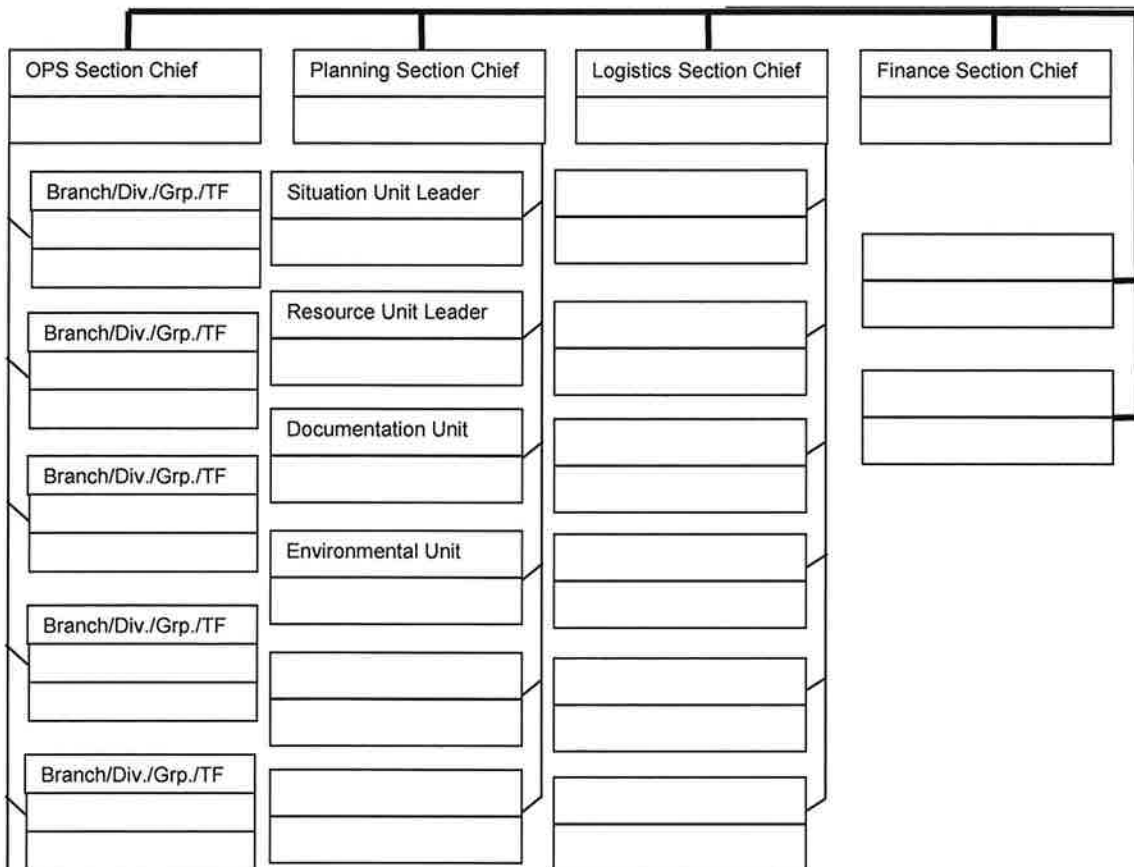 OPS Section Chief
Planning Section Chief
Logistics Section Chief
Finance Section Chief
Branch/Div./Grp./TF
Situation Unit Leader
Branch/Div./Grp./TF
Resource Unit Leader
Branch/Div./Grp./TF
Documentation Unit
Branch/Div./Grp./TF
Environmental Unit
Branch/Div./Grp./TF